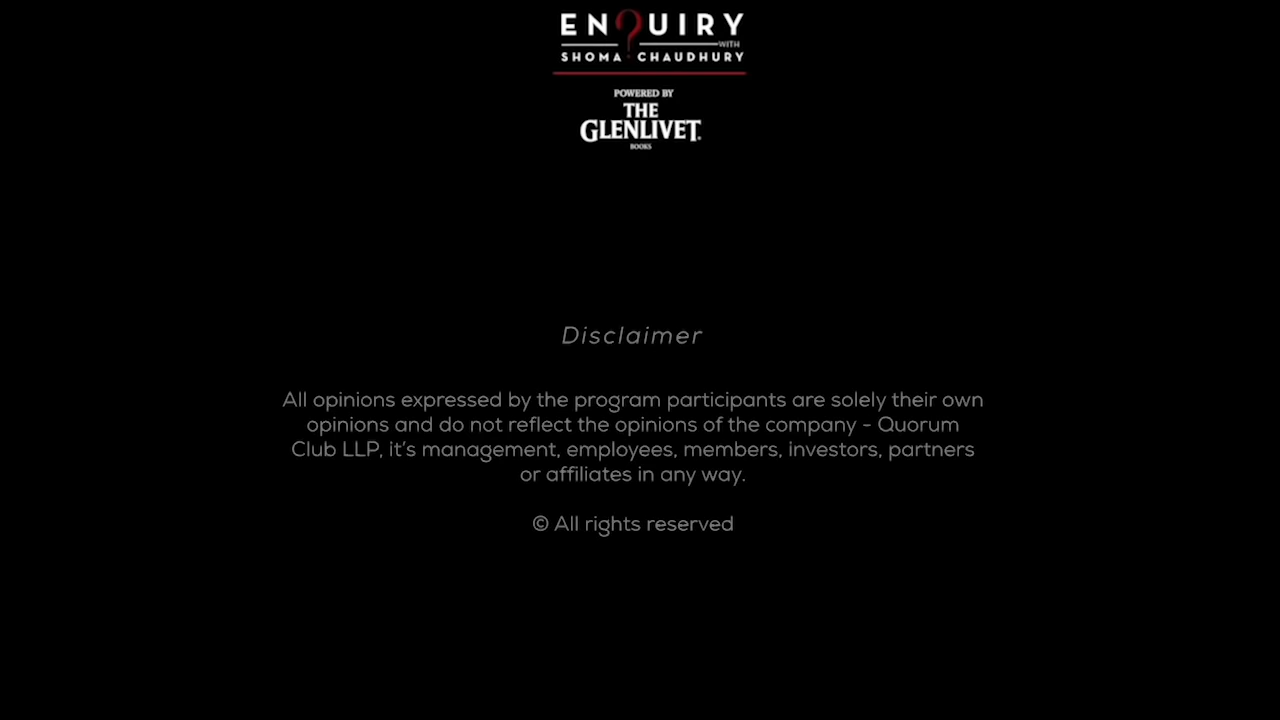 EN?UIRY
WITH
SHOMA CHAUDHURY
POWERED BY
THE
GLENLIVET.
BOOKS
Disclaimer
All opinions expressed by the program participants are solely their own
opinions and do not reflect the opinions of the company - Quorum
Club LLP, it's management, employees, members, investors, partners
or affiliates in any way.
© All rights reserved